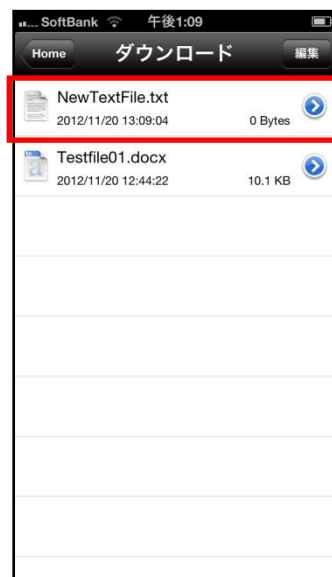 SoftBank 午後1:09
Home ダウンロード 編集
NewTextFile.txt
2012/11/20 13:09:04 0 Bytes
Testfile01.docx
2012/11/20 12:44:22 10.1 KB